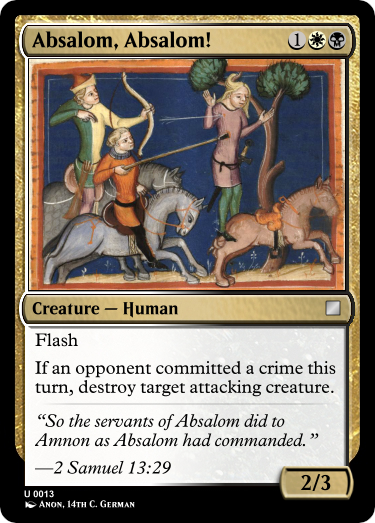 Absalom, Absalom! 1
Creature — Human
Flash
If an opponent committed a crime this
turn, destroy target attacking creature.
“So the servants of Absalom did to
Amnon as Absalom had commanded.”
—2 Samuel 13:29
2/3
U 0013
Anon, 14th C. German